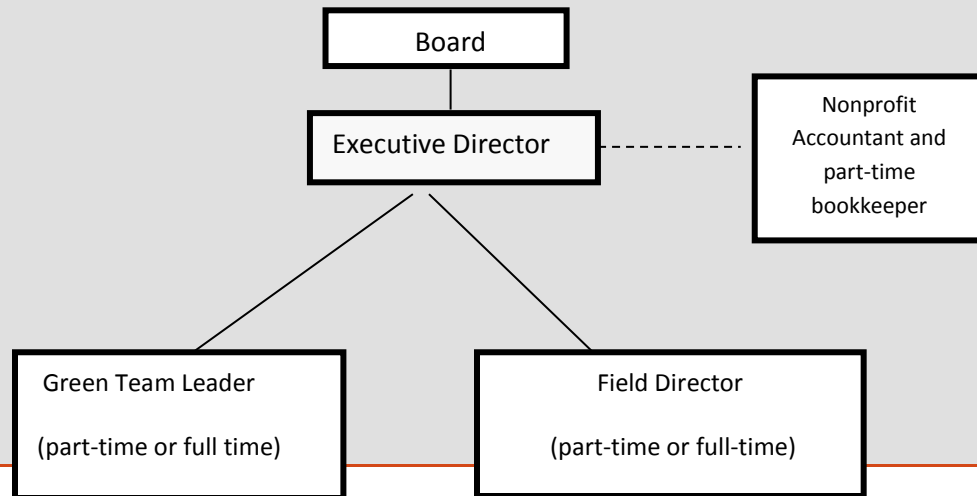 Board
Executive Director
Nonprofit
Accountant and
part-time
bookkeeper
Green Team Leader
(part-time or full time)
Field Director
(part-time or full-time)